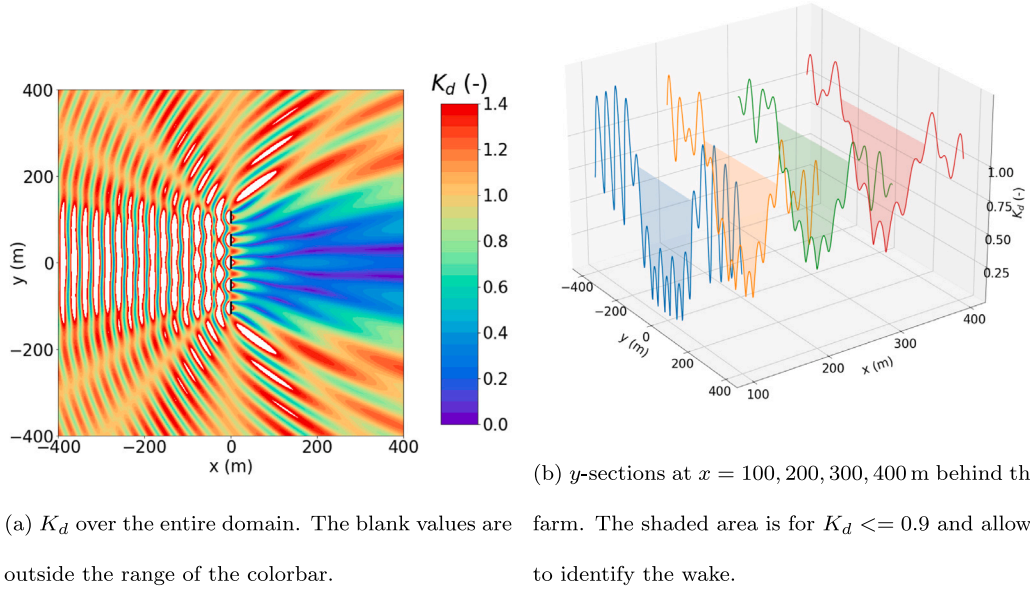 K_d (-)
400
200
0
−200
−400
y (m)
−400
−200
0
200
400
x (m)
1.4
1.2
1.0
0.8
0.6
0.4
0.2
0.0
1.00
0.75
0.50
0.25
K_d (-)
−400
−200
0
200
400
y (m)
100
200
300
400
x (m)
(a) K_d over the entire domain. The blank values are
outside the range of the colorbar.
(b) y-sections at x = 100, 200, 300, 400 m behind th
farm. The shaded area is for K_d <= 0.9 and allow
to identify the wake.